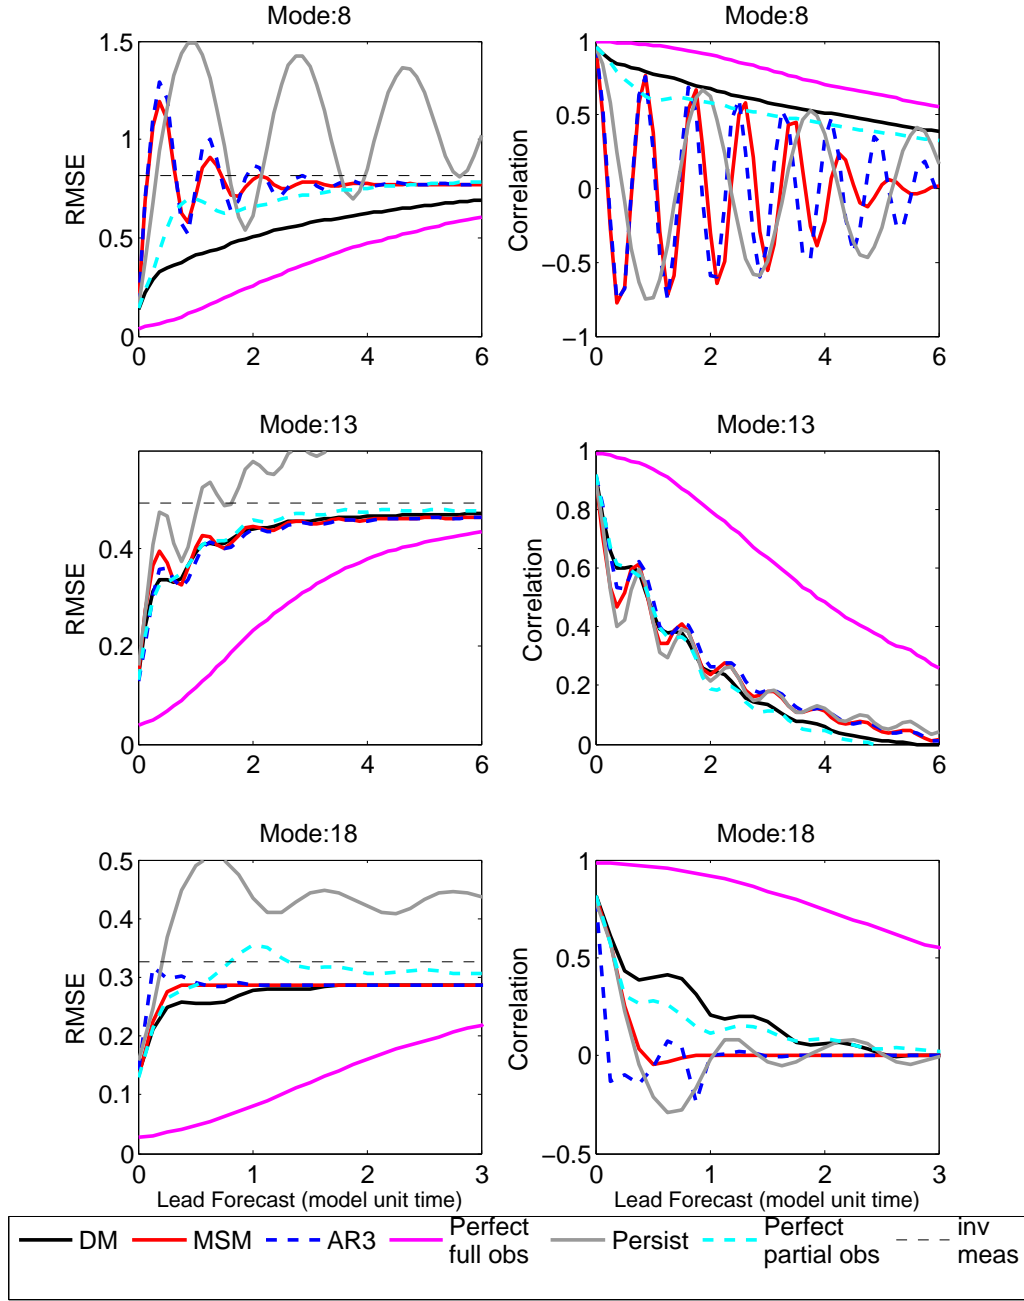 Mode:8
Mode:8
1.5
1
0.5
0
RMSE
0 2 4 6
1
0.5
0
−0.5
−1
Correlation
0 2 4 6
Mode:13
Mode:13
0.4
0.2
0
RMSE
0 2 4 6
1
0.8
0.6
0.4
0.2
0
Correlation
0 2 4 6
Mode:18
Mode:18
0.5
0.4
0.3
0.2
0.1
0
RMSE
0 1 2 3
Lead Forecast (model unit time)
1
0.5
0
−0.5
Correlation
0 1 2 3
Lead Forecast (model unit time)
DM
MSM
AR3
Perfect
full obs
Persist
Perfect
partial obs
inv
meas